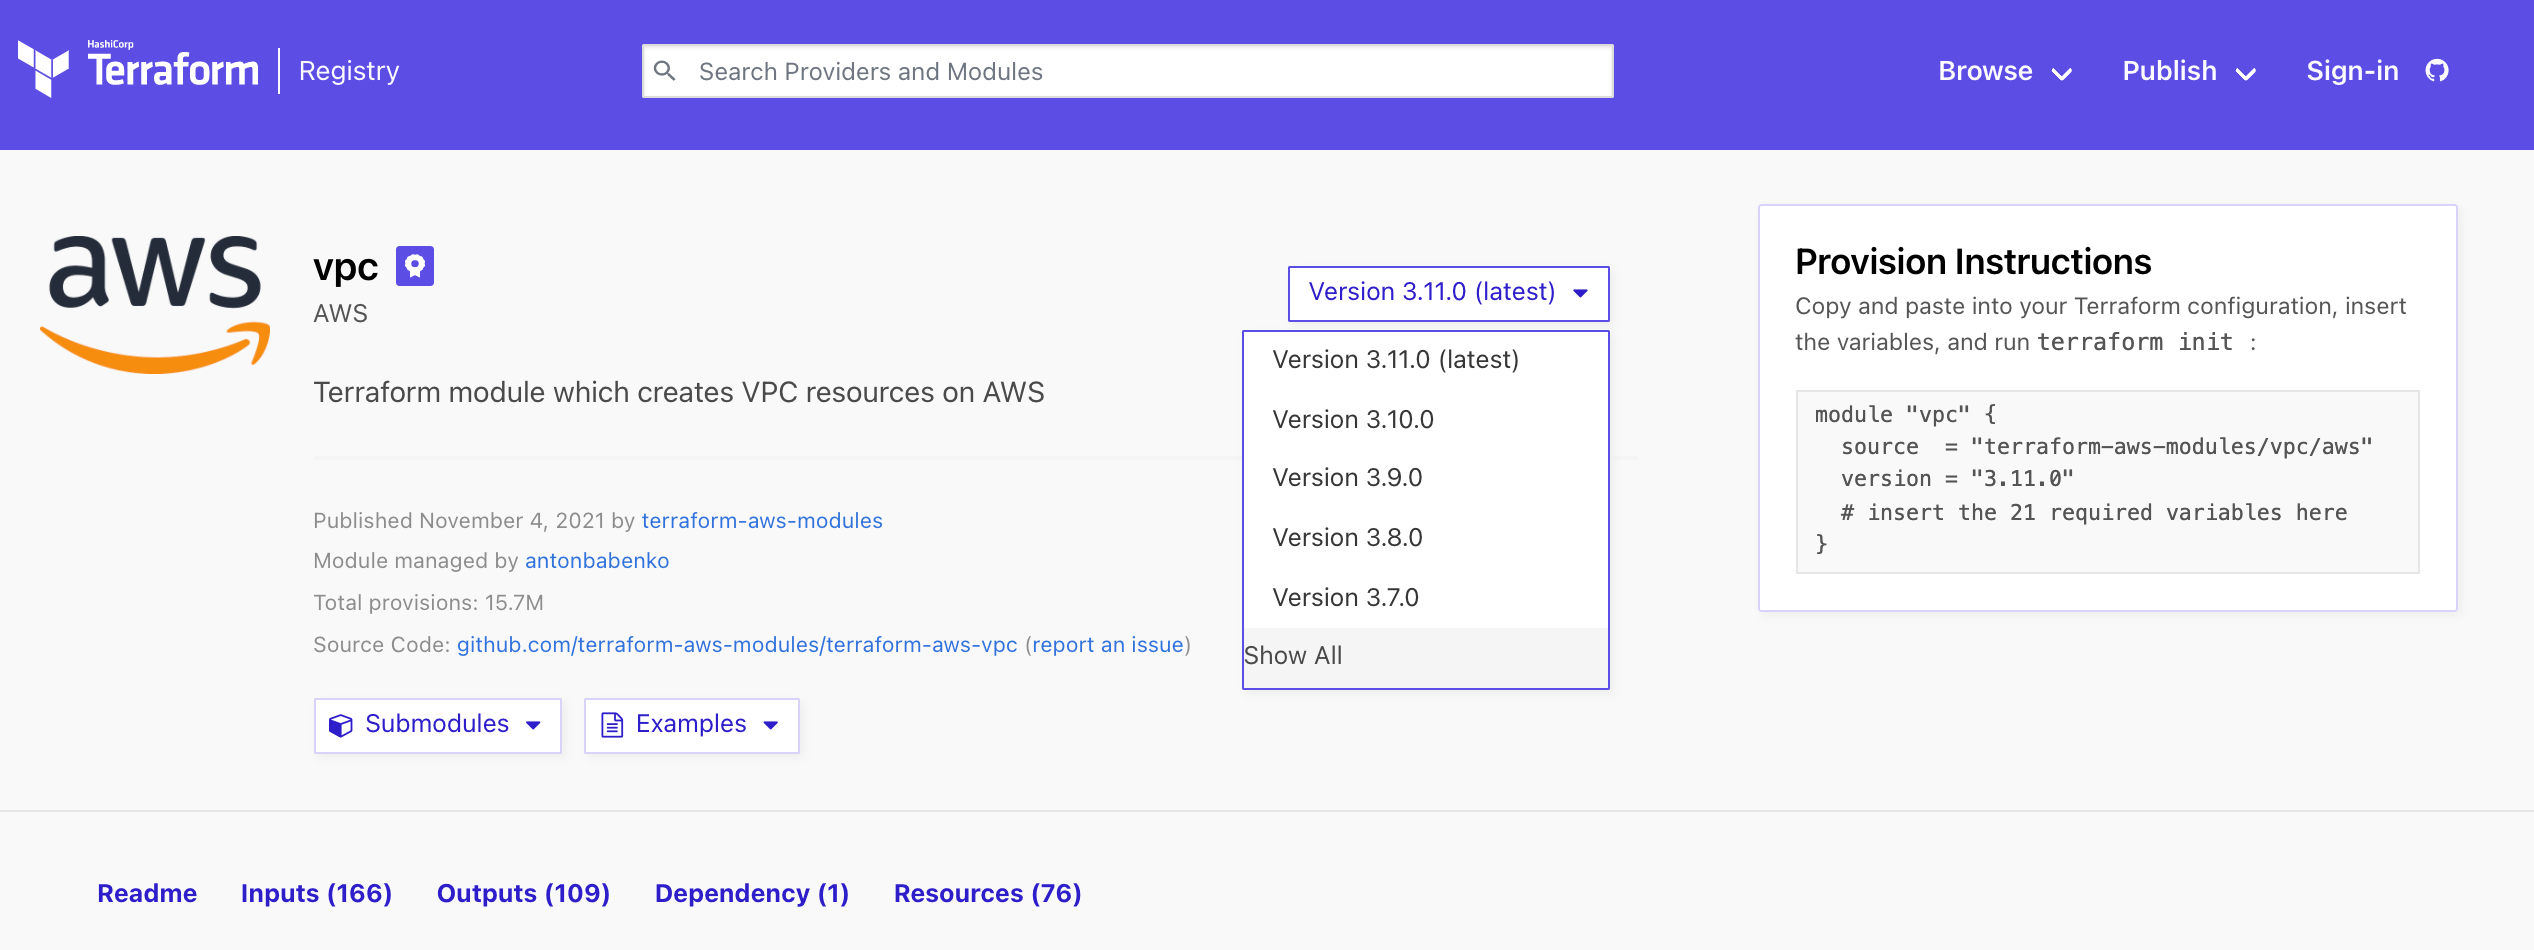 HashiCorp
Terraform
Registry
Search Providers and Modules
Browse
Publish
Sign-in
aws
vpc
AWS
Terraform module which creates VPC resources on AWS
Published November 4, 2021 by terraform-aws-modules
Module managed by antonbabenko
Total provisions: 15.7M
Source Code: github.com/terraform-aws-modules/terraform-aws-vpc (report an issue)
Submodules
Examples
Version 3.11.0 (latest)
Version 3.11.0 (latest)
Version 3.10.0
Version 3.9.0
Version 3.8.0
Version 3.7.0
Show All
Provision Instructions
Copy and paste into your Terraform configuration, insert
the variables, and run terraform init :
module "vpc" {
  source  = "terraform-aws-modules/vpc/aws"
  version = "3.11.0"
  # insert the 21 required variables here
}
Readme
Inputs (166)
Outputs (109)
Dependency (1)
Resources (76)